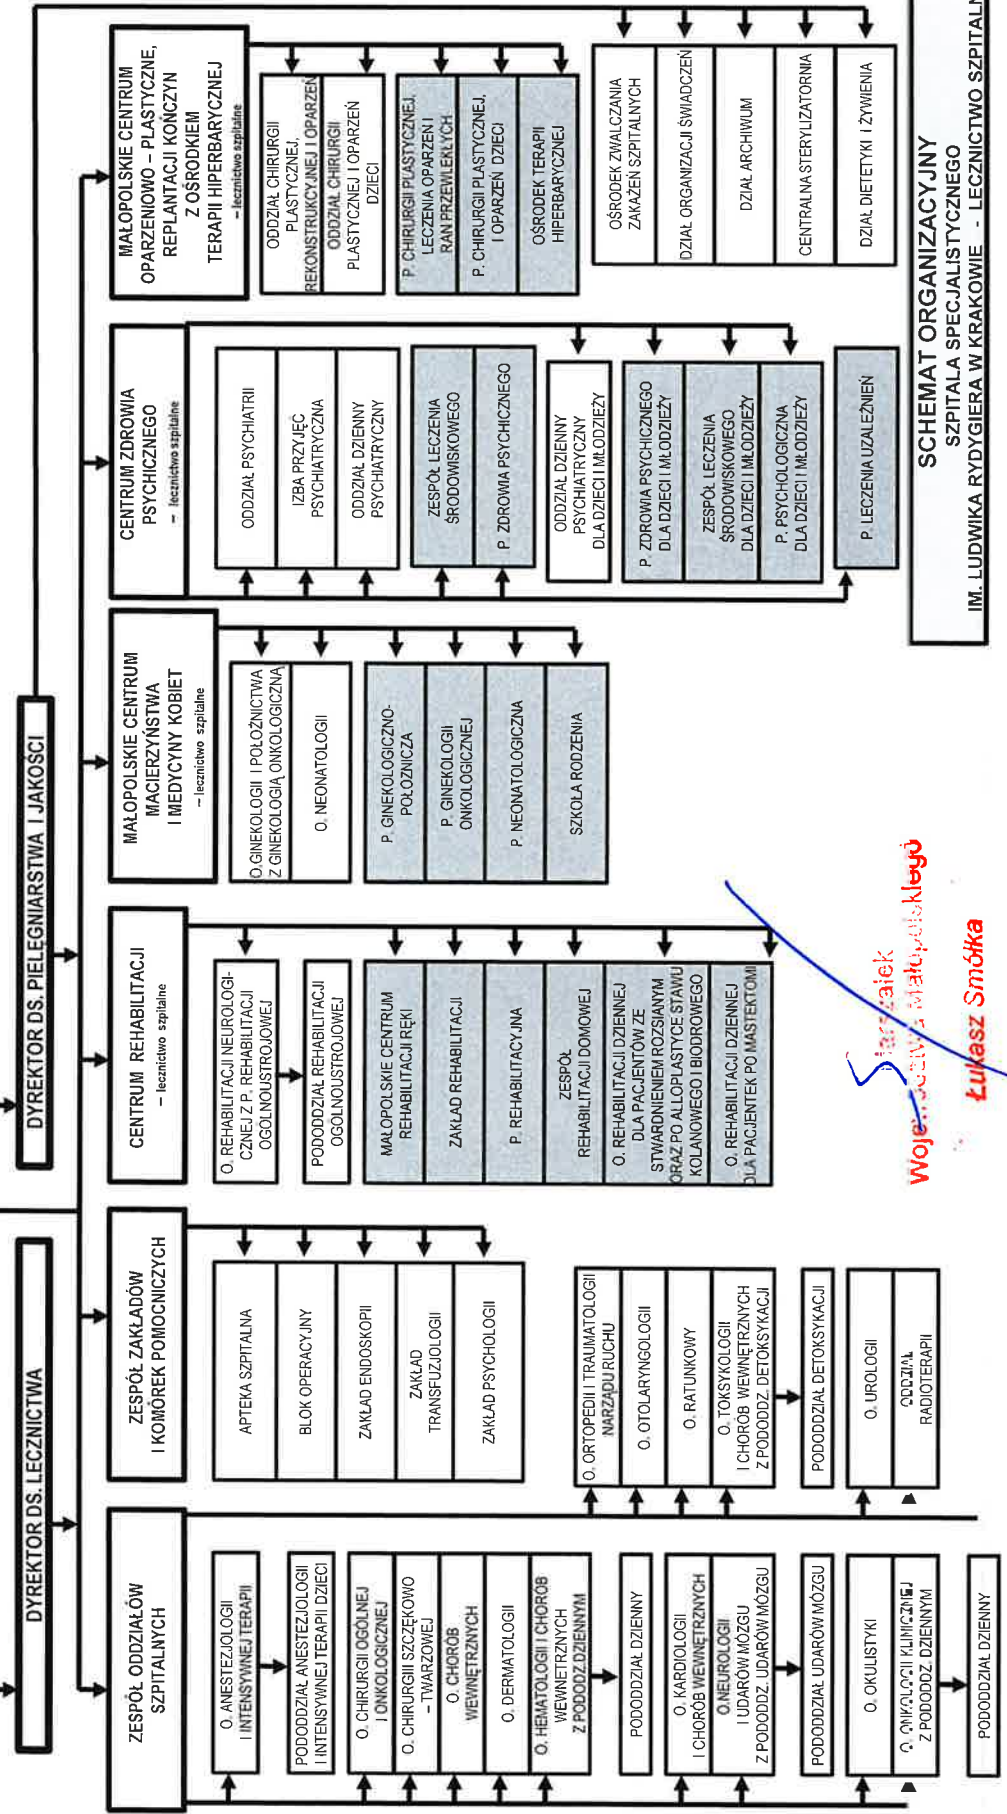 DYREKTOR DS. LECZNICTWA
DYREKTOR DS. PIELĘGNIARSTWA I JAKOŚCI
ZESPÓŁ ODDZIAŁÓW
SZPITALNYCH
O. ANESTEZJOLOGII
I INTENSYWNEJ TERAPII
PODODDZIAŁ ANESTEZJOLOGII
I INTENSYWNEJ TERAPII DZIECI
O. CHIRURGII OGÓLNEJ
I ONKOLOGICZNEJ
O. CHIRURGII SZCZĘKOWO
– TWARZOWEJ
O. CHORÓB
WEWNĘTRZNYCH
O. DERMATOLOGII
O. HEMATOLOGII I CHORÓB
WEWNETRZNYCH
Z PODODDZ.DZIENNYM
PODODDZIAŁ DZIENNY
O. KARDIOLOGII
I CHORÓB WEWNĘTRZNYCH
O.NEUROLOGII
I UDARÓW MÓZGU
Z PODODDZ. UDARÓW MÓZGU
PODODDZIAŁ UDARÓW MÓZGU
O. OKULISTYKI
O. ONKOLOGII KLINICZNEJ
Z PODODDZ. DZIENNYM
PODODDZIAŁ DZIENNY
O. ORTOPEDII I TRAUMATOLOGII
NARZĄDU RUCHU
O. OTOLARYNGOLOGII
O. RATUNKOWY
O. TOKSYKOLOGII
I CHORÓB WEWNĘTRZNYCH
Z PODODDZ. DETOKSYKACJI
PODODDZIAŁ DETOKSYKACJI
O. UROLOGII
ODDZIAŁ
RADIOTERAPII
ZESPÓŁ ZAKŁADÓW
I KOMÓREK POMOCNICZYCH
APTEKA SZPITALNA
BLOK OPERACYJNY
ZAKŁAD ENDOSKOPII
ZAKŁAD
TRANSFUZJOLOGII
ZAKŁAD PSYCHOLOGII
CENTRUM REHABILITACJI
– lecznictwo szpitalne
O. REHABILITACJI NEUROLOGI-
CZNEJ Z P. REHABILITACJI
OGÓLNOUSTROJOWEJ
PODODDZIAŁ REHABILITACJI
OGÓLNOUSTROJOWEJ
MAŁOPOLSKIE CENTRUM
REHABILITACJI RĘKI
ZAKŁAD REHABILITACJI
P. REHABILITACYJNA
ZESPÓŁ
REHABILITACJI DOMOWEJ
O. REHABILITACJI DZIENNEJ
DLA PACJENTÓW ZE
STWARDNIENIEM ROZSIANYM
ORAZ PO ALLOPLASTYCE STAWU
KOLANOWEGO I BIODROWEGO
O. REHABILITACJI DZIENNEJ
DLA PACJENTEK PO MASTEKTOMI
MAŁOPOLSKIE CENTRUM
MACIERZYŃSTWA
I MEDYCYNY KOBIET
– lecznictwo szpitalne
O.GINEKOLOGII I POŁOŻNICTWA
Z GINEKOLOGIĄ ONKOLOGICZNĄ
O. NEONATOLOGII
P. GINEKOLOGICZNO-
POŁOŻNICZA
P. GINEKOLOGII
ONKOLOGICZNEJ
P. NEONATOLOGICZNA
SZKOŁA RODZENIA
CENTRUM ZDROWIA
PSYCHICZNEGO
– lecznictwo szpitalne
ODDZIAŁ PSYCHIATRII
IZBA PRZYJĘĆ
PSYCHIATRYCZNA
ODDZIAŁ DZIENNY
PSYCHIATRYCZNY
ZESPÓŁ LECZENIA
ŚRODOWISKOWEGO
P. ZDROWIA PSYCHICZNEGO
ODDZIAŁ DZIENNY
PSYCHIATRYCZNY
DLA DZIECI I MŁODZIEŻY
P. ZDROWIA PSYCHICZNEGO
DLA DZIECI I MŁODZIEŻY
ZESPÓŁ LECZENIA
ŚRODOWISKOWEGO
DLA DZIECI I MŁODZIEŻY
P. PSYCHOLOGICZNA
DLA DZIECI I MŁODZIEŻY
P. LECZENIA UZALEŻNIEŃ
MAŁOPOLSKIE CENTRUM
OPARZENIOWO – PLASTYCZNE,
REPLANTACJI KOŃCZYN
Z OŚRODKIEM
TERAPII HIPERBARYCZNEJ
– lecznictwo szpitalne
ODDZIAŁ CHIRURGII
PLASTYCZNEJ,
REKONSTRUKCYJNEJ I OPARZEŃ
ODDZIAŁ CHIRURGII
PLASTYCZNEJ I OPARZEŃ
DZIECI
P. CHIRURGII PLASTYCZNEJ,
LECZENIA OPARZEŃ I
RAN PRZEWLEKŁYCH
P. CHIRURGII PLASTYCZNEJ,
I OPARZEŃ DZIECI
OŚRODEK TERAPII
HIPERBARYCZNEJ
OŚRODEK ZWALCZANIA
ZAKAŻEŃ SZPITALNYCH
DZIAŁ ORGANIZACJI ŚWIADCZEŃ
DZIAŁ ARCHIWUM
CENTRALNA STERYLIZATORNIA
DZIAŁ DIETETYKI I ŻYWIENIA
SCHEMAT ORGANIZACYJNY
SZPITALA SPECJALISTYCZNEGO
IM. LUDWIKA RYDYGIERA W KRAKOWIE - LECZNICTWO SZPITALN
Marszałek
Województwa Małopolskiego
Łukasz Smółka